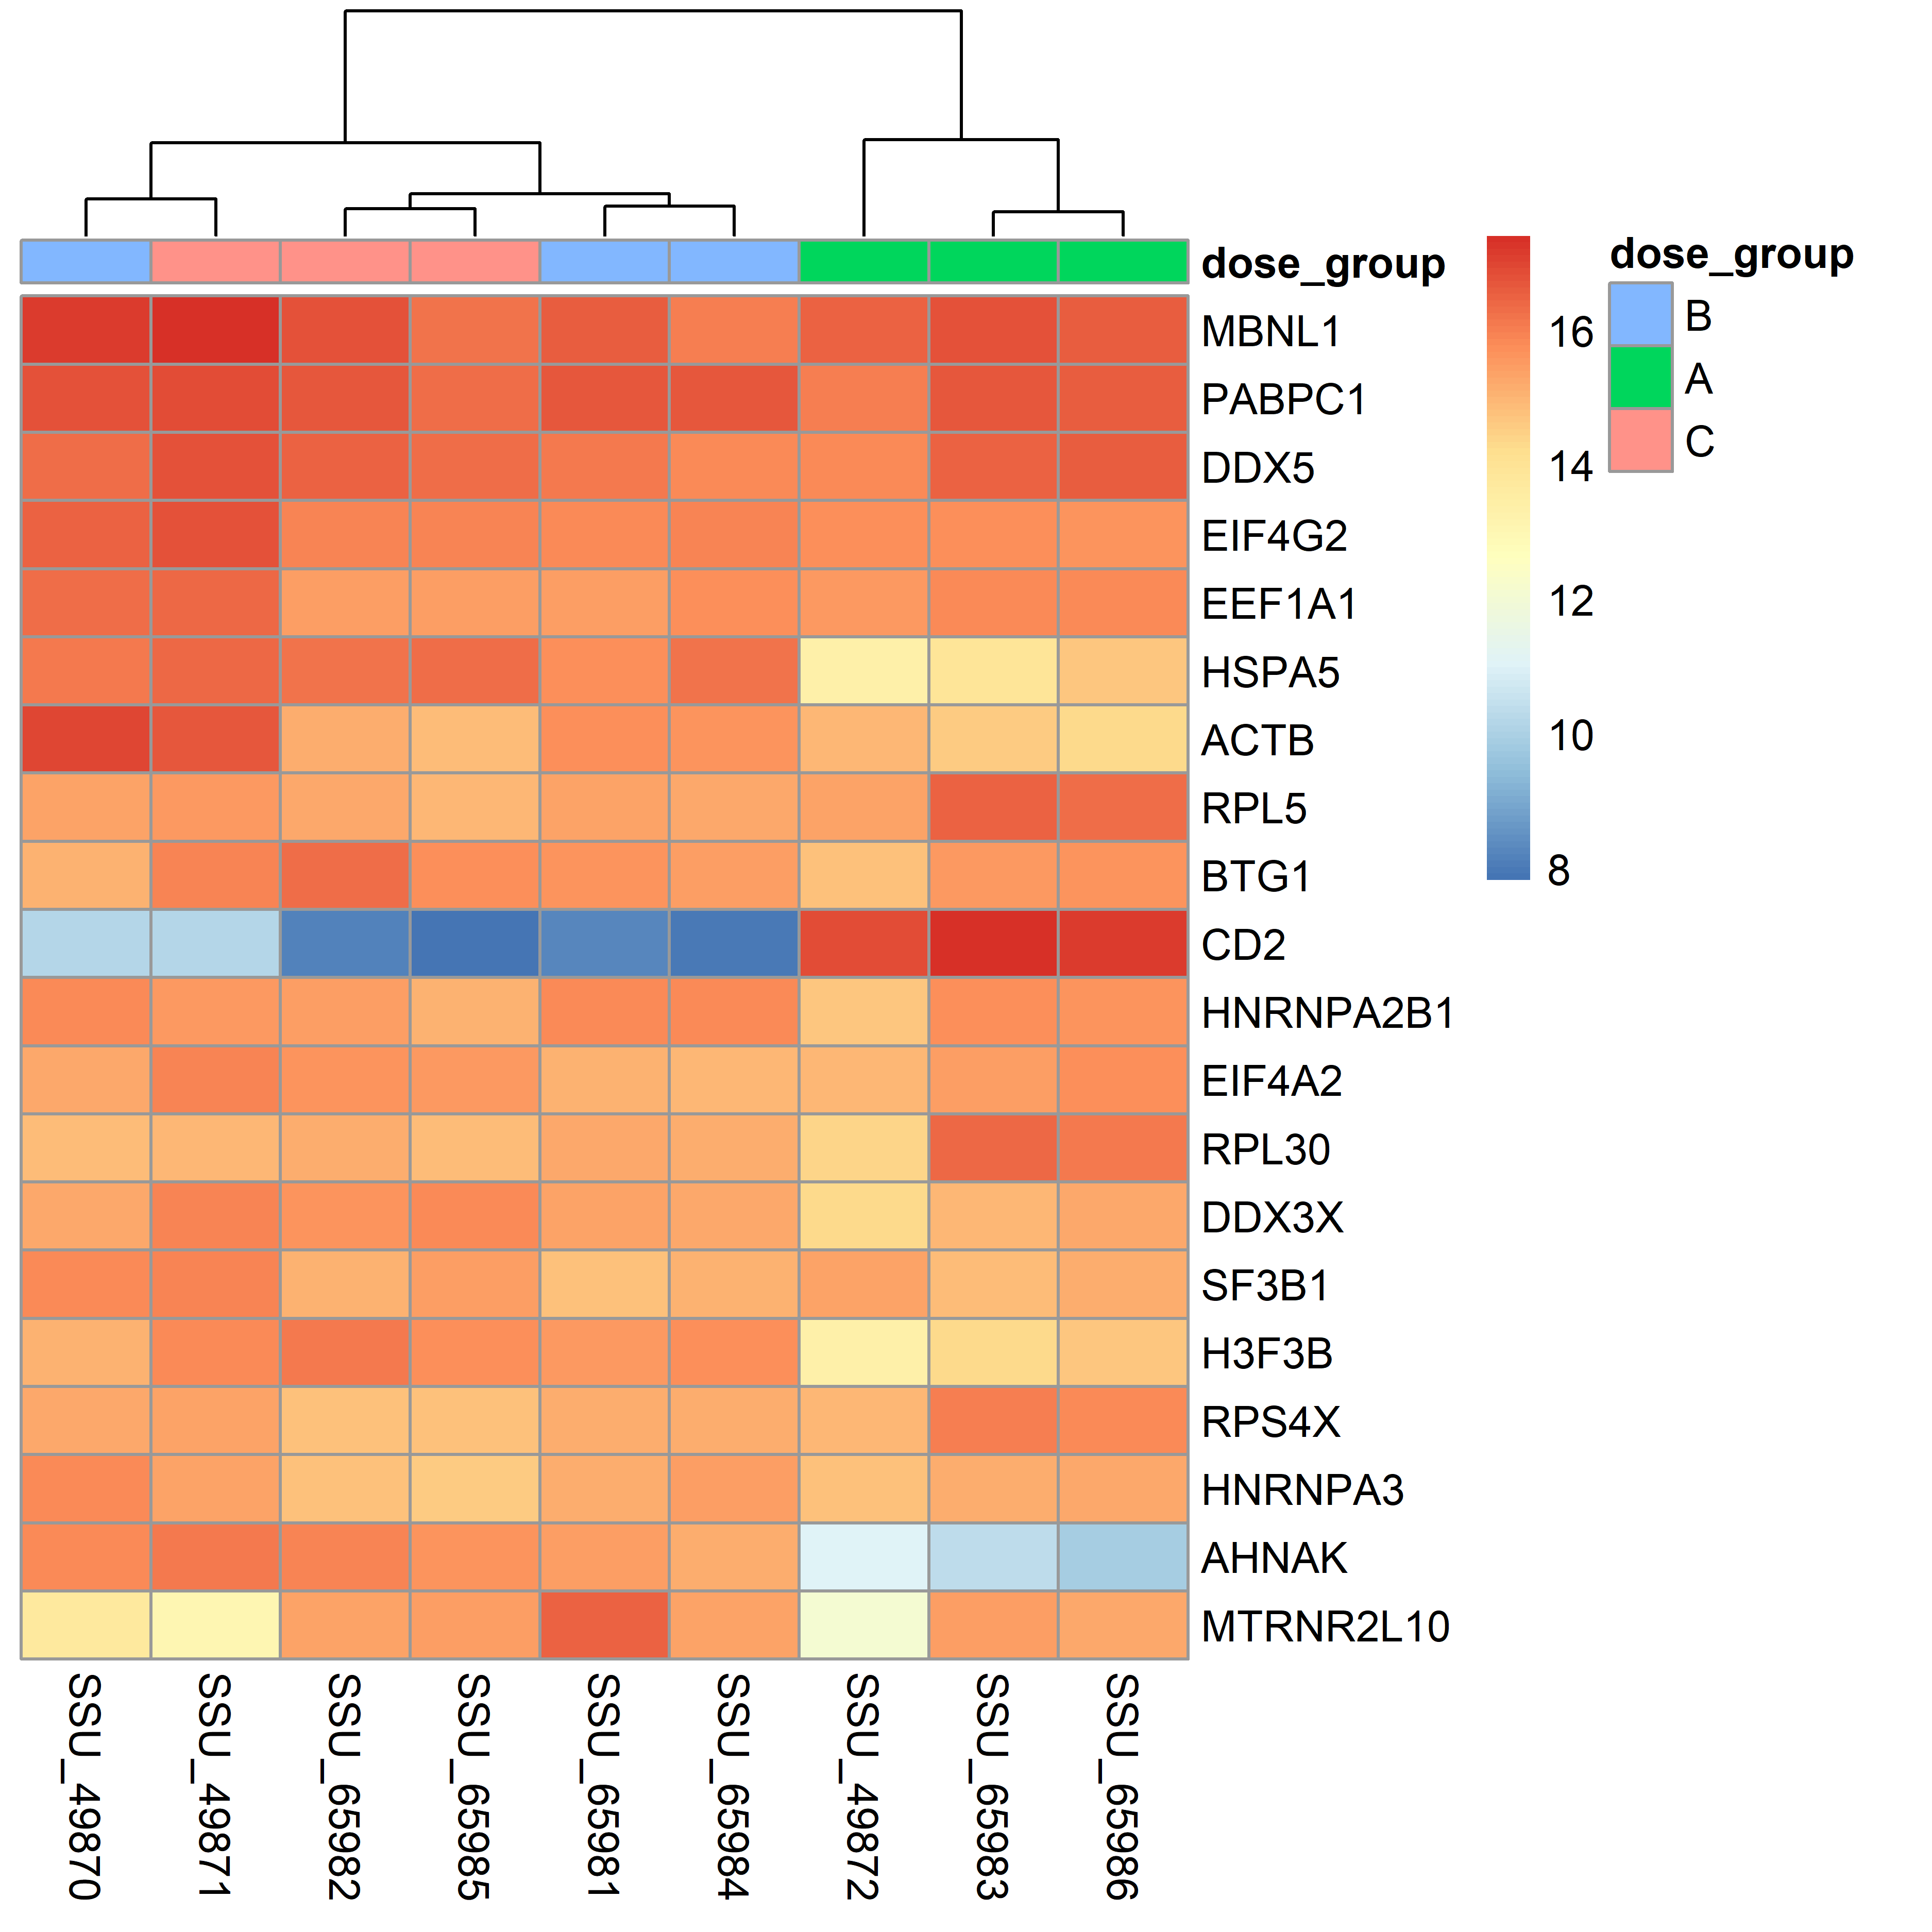 dose_group
MBNL1
PABPC1
DDX5
EIF4G2
EEF1A1
HSPA5
ACTB
RPL5
BTG1
CD2
HNRNPA2B1
EIF4A2
RPL30
DDX3X
SF3B1
H3F3B
RPS4X
HNRNPA3
AHNAK
MTRNR2L10
16
14
12
10
8
dose_group
B
A
C
SSU_49870
SSU_49871
SSU_65982
SSU_65985
SSU_65981
SSU_65984
SSU_49872
SSU_65983
SSU_65986